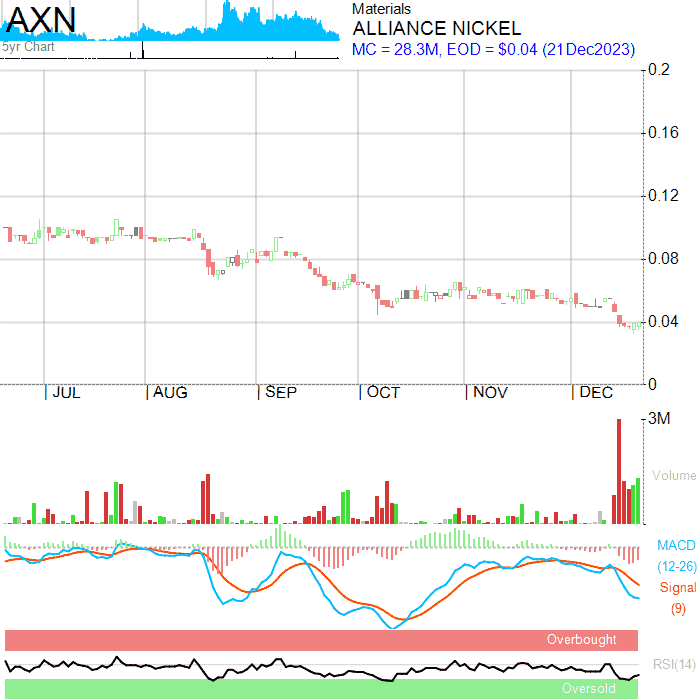 AXN
5yr Chart
Materials
ALLIANCE NICKEL
MC = 28.3M, EOD = $0.04 (21Dec2023)
0.2
0.16
0.12
0.08
0.04
0
JUL AUG SEP OCT NOV DEC
3M
Volume
MACD
(12-26)
Signal
(9)
Overbought
RSI(14)
Oversold